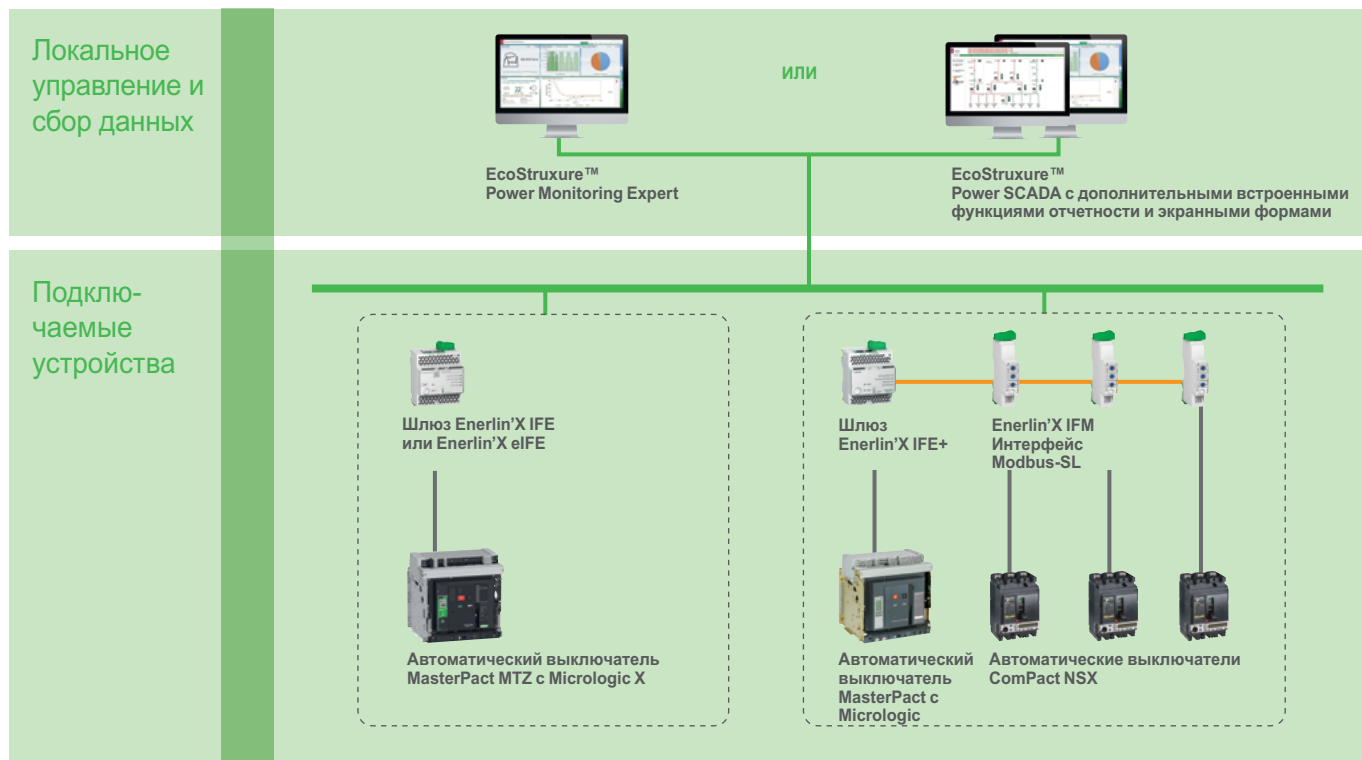 Локальное
управление и
сбор данных
или
EcoStruxure™
Power Monitoring Expert
EcoStruxure™
Power SCADA с дополнительными встроенными
функциями отчетности и экранными формами
Подклю-
чаемые
устройства
Шлюз Enerlin’X IFE
или Enerlin’X eIFE
Автоматический выключатель
MasterPact MTZ с Micrologic X
Шлюз
Enerlin’X IFE+
Enerlin’X IFM
Интерфейс
Modbus-SL
Автоматический
выключатель
MasterPact с
Micrologic
Автоматические выключатели
ComPact NSX